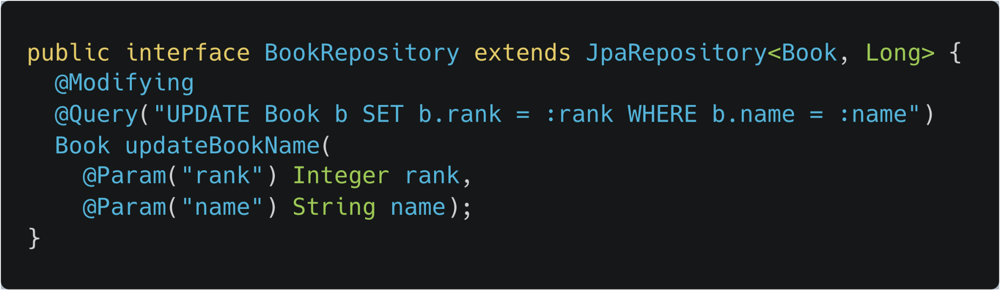 public interface BookRepository extends JpaRepository<Book, Long> {
  @Modifying
  @Query("UPDATE Book b SET b.rank = :rank WHERE b.name = :name")
  Book updateBookName(
    @Param("rank") Integer rank,
    @Param("name") String name);
}